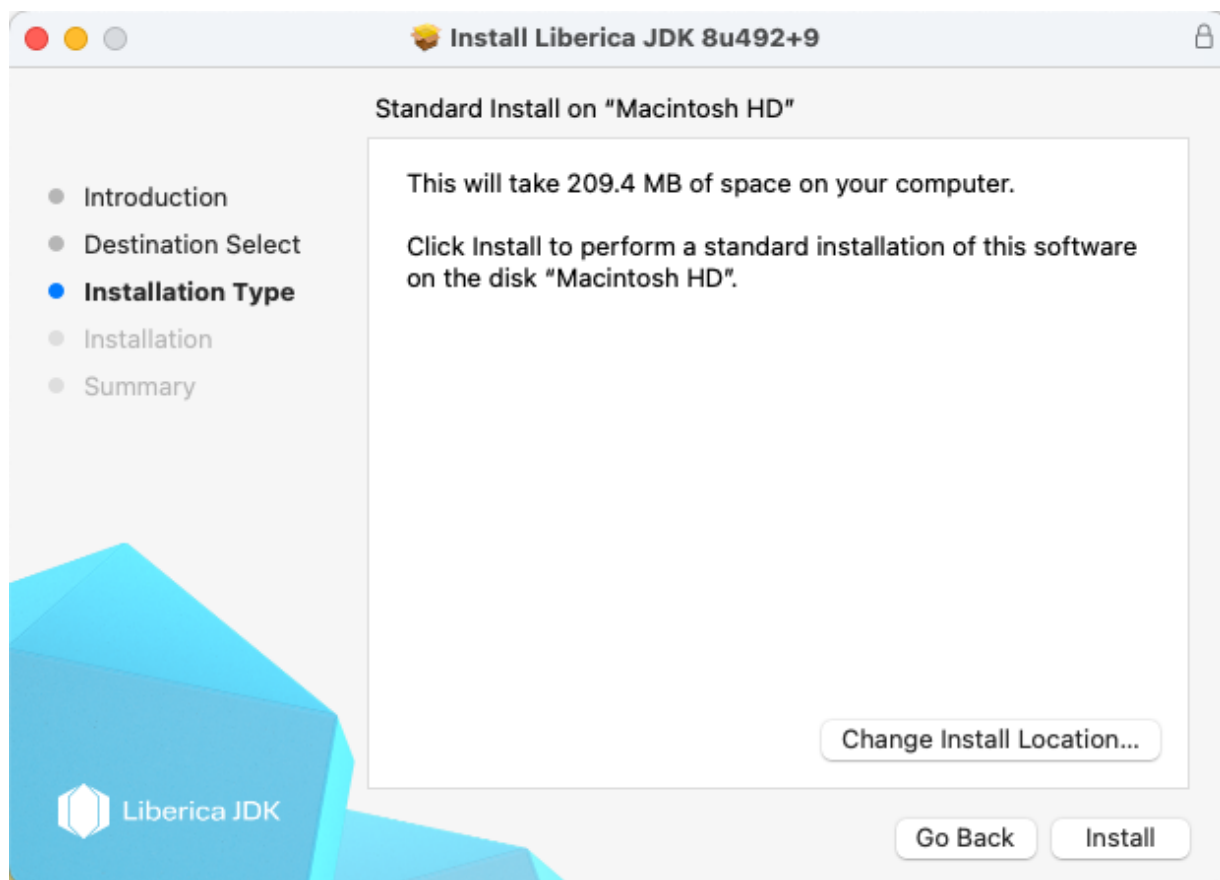 Install Liberica JDK 8u492+9
Standard Install on “Macintosh HD”
Introduction
Destination Select
Installation Type
Installation
Summary
This will take 209.4 MB of space on your computer.
Click Install to perform a standard installation of this software
on the disk “Macintosh HD”.
Change Install Location...
Liberica JDK
Go Back
Install